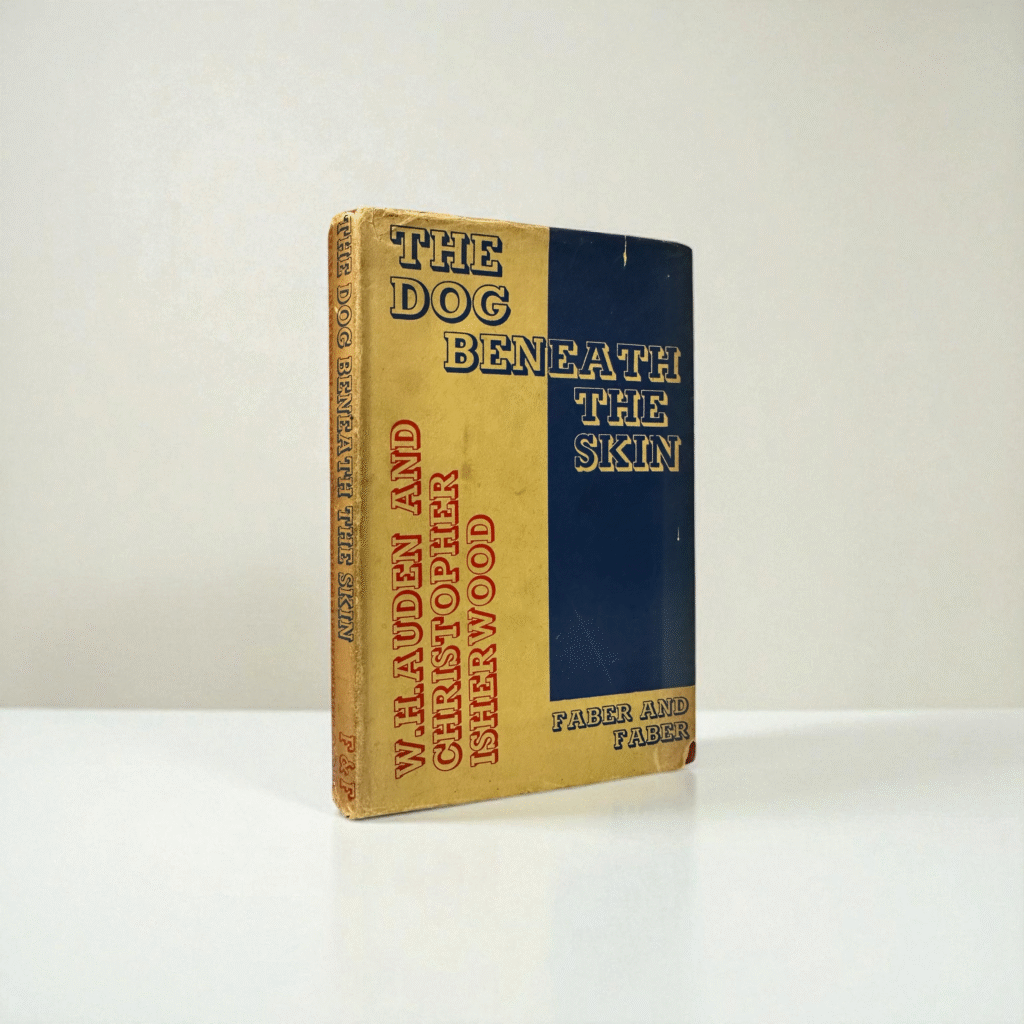 THE DOG BENEATH THE SKIN
F & F
THE
DOG
BENEATH
THE
SKIN
W.H.AUDEN AND
CHRISTOPHER
ISHERWOOD
FABER AND
FABER